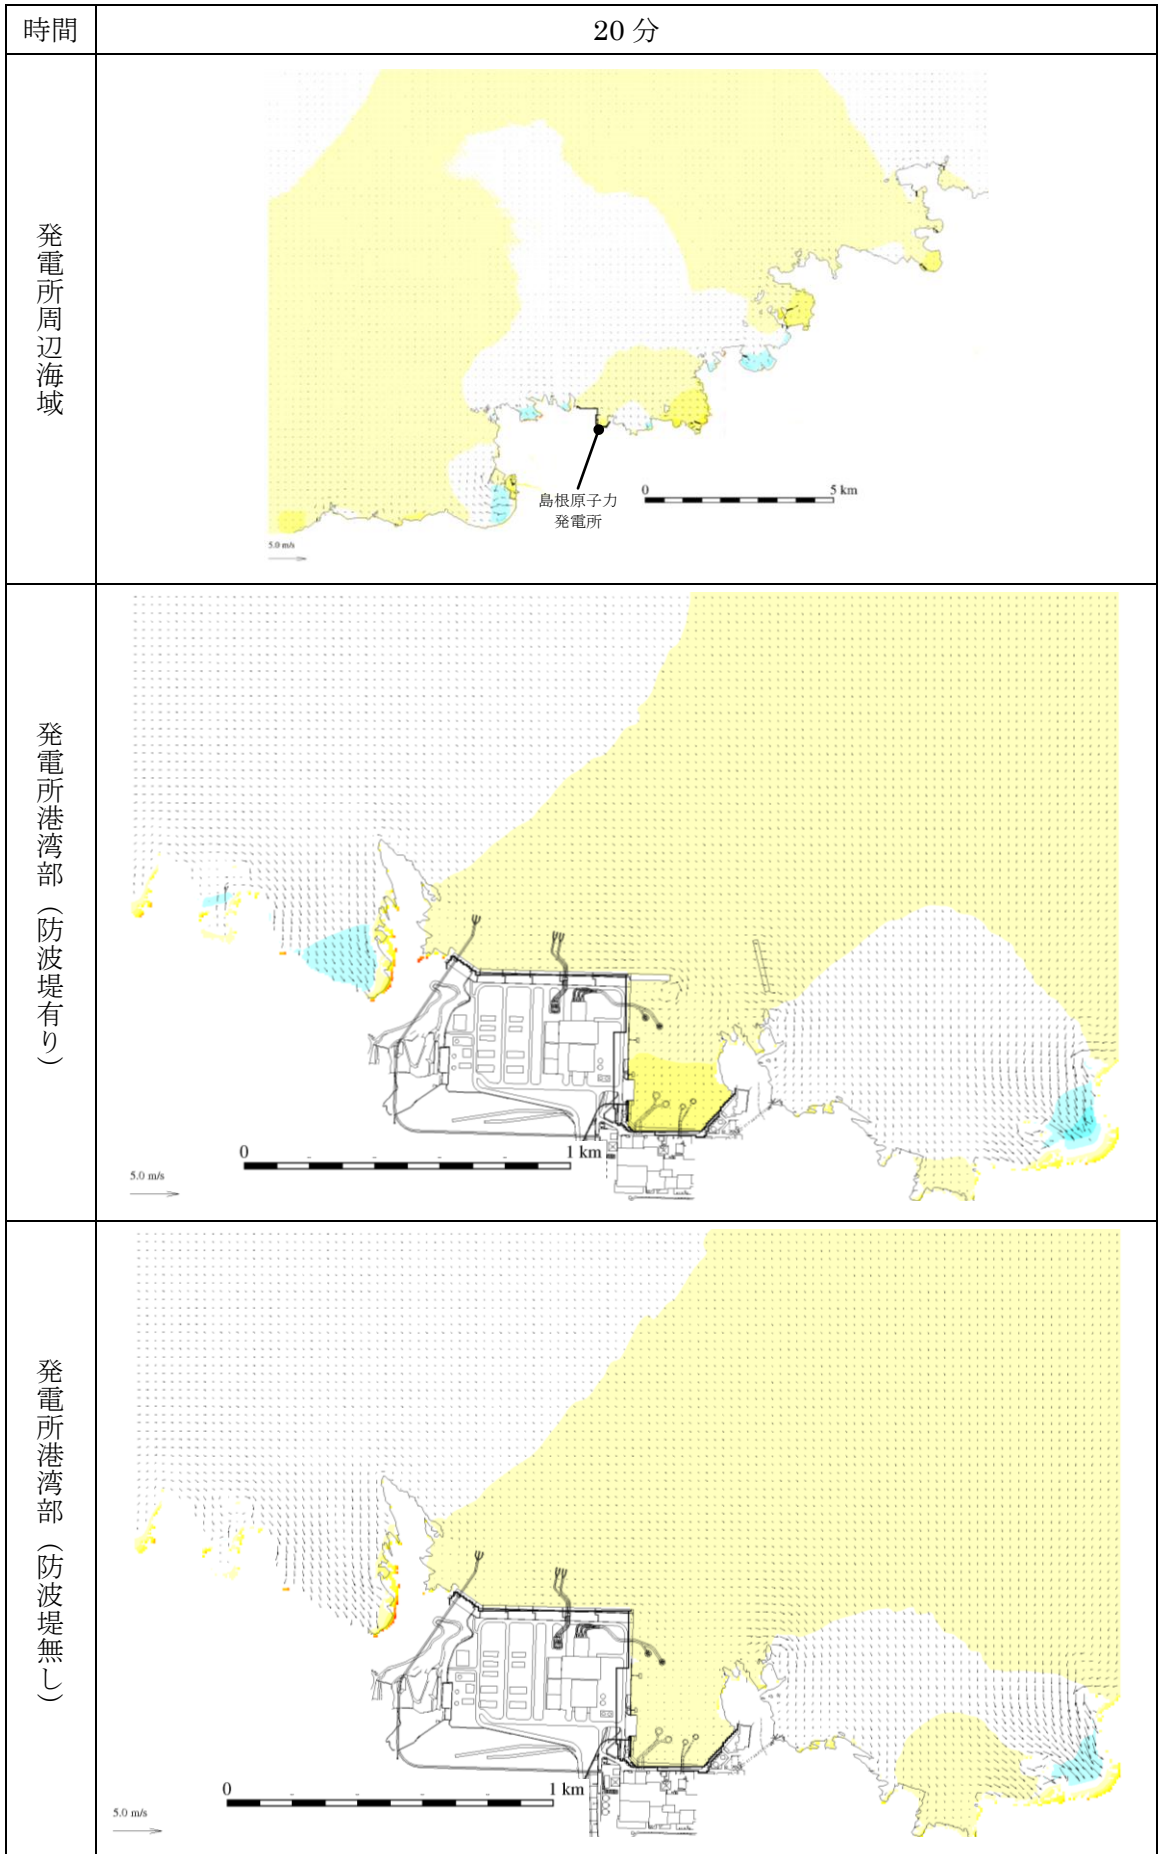 時間
20 分
発電所周辺海域
島根原子力
発電所
0
5 km
5.0 m/s
発電所港湾部（防波堤有り）
0
1 km
5.0 m/s
発電所港湾部（防波堤無し）
0
1 km
5.0 m/s